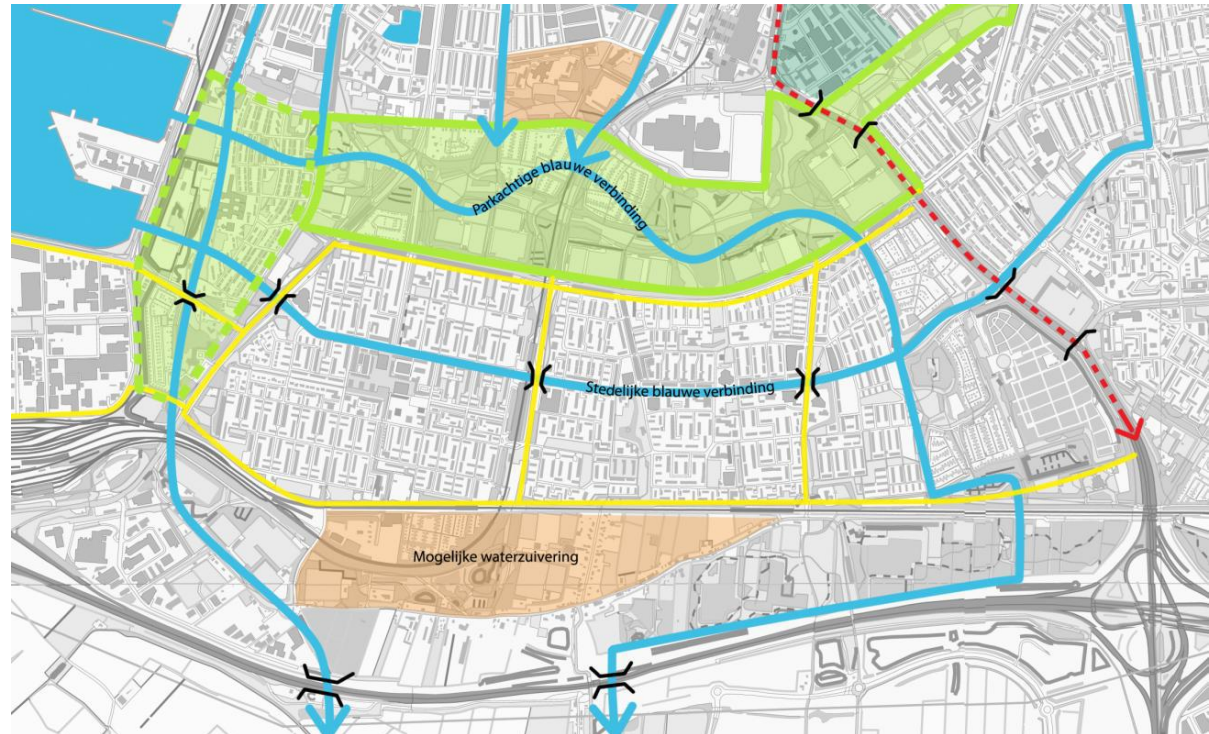 Parkachtige blauwe verbinding
Stedelijke blauwe verbinding
Mogelijke waterzuivering